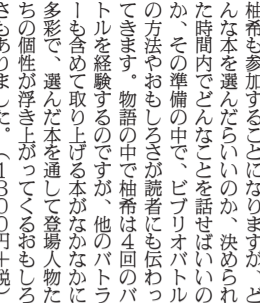 柚希も参加することになりますが、ど
んな本を選んだらいいのか、決められ
た時間内でどんなことを話せばいいの
か、その準備の中で、ビブリオバトル
の方法やおもしろさが読者にも伝わっ
てきます。物語の中で柚希は4回のバ
トルを経験するのですが、他のバトラ
ーも含めて取り上げる本がなかなかに
多彩で、選んだ本を通して登場人物た
ちの個性が浮き上がってくるおもしろ
さもありました。（1300円＋税）